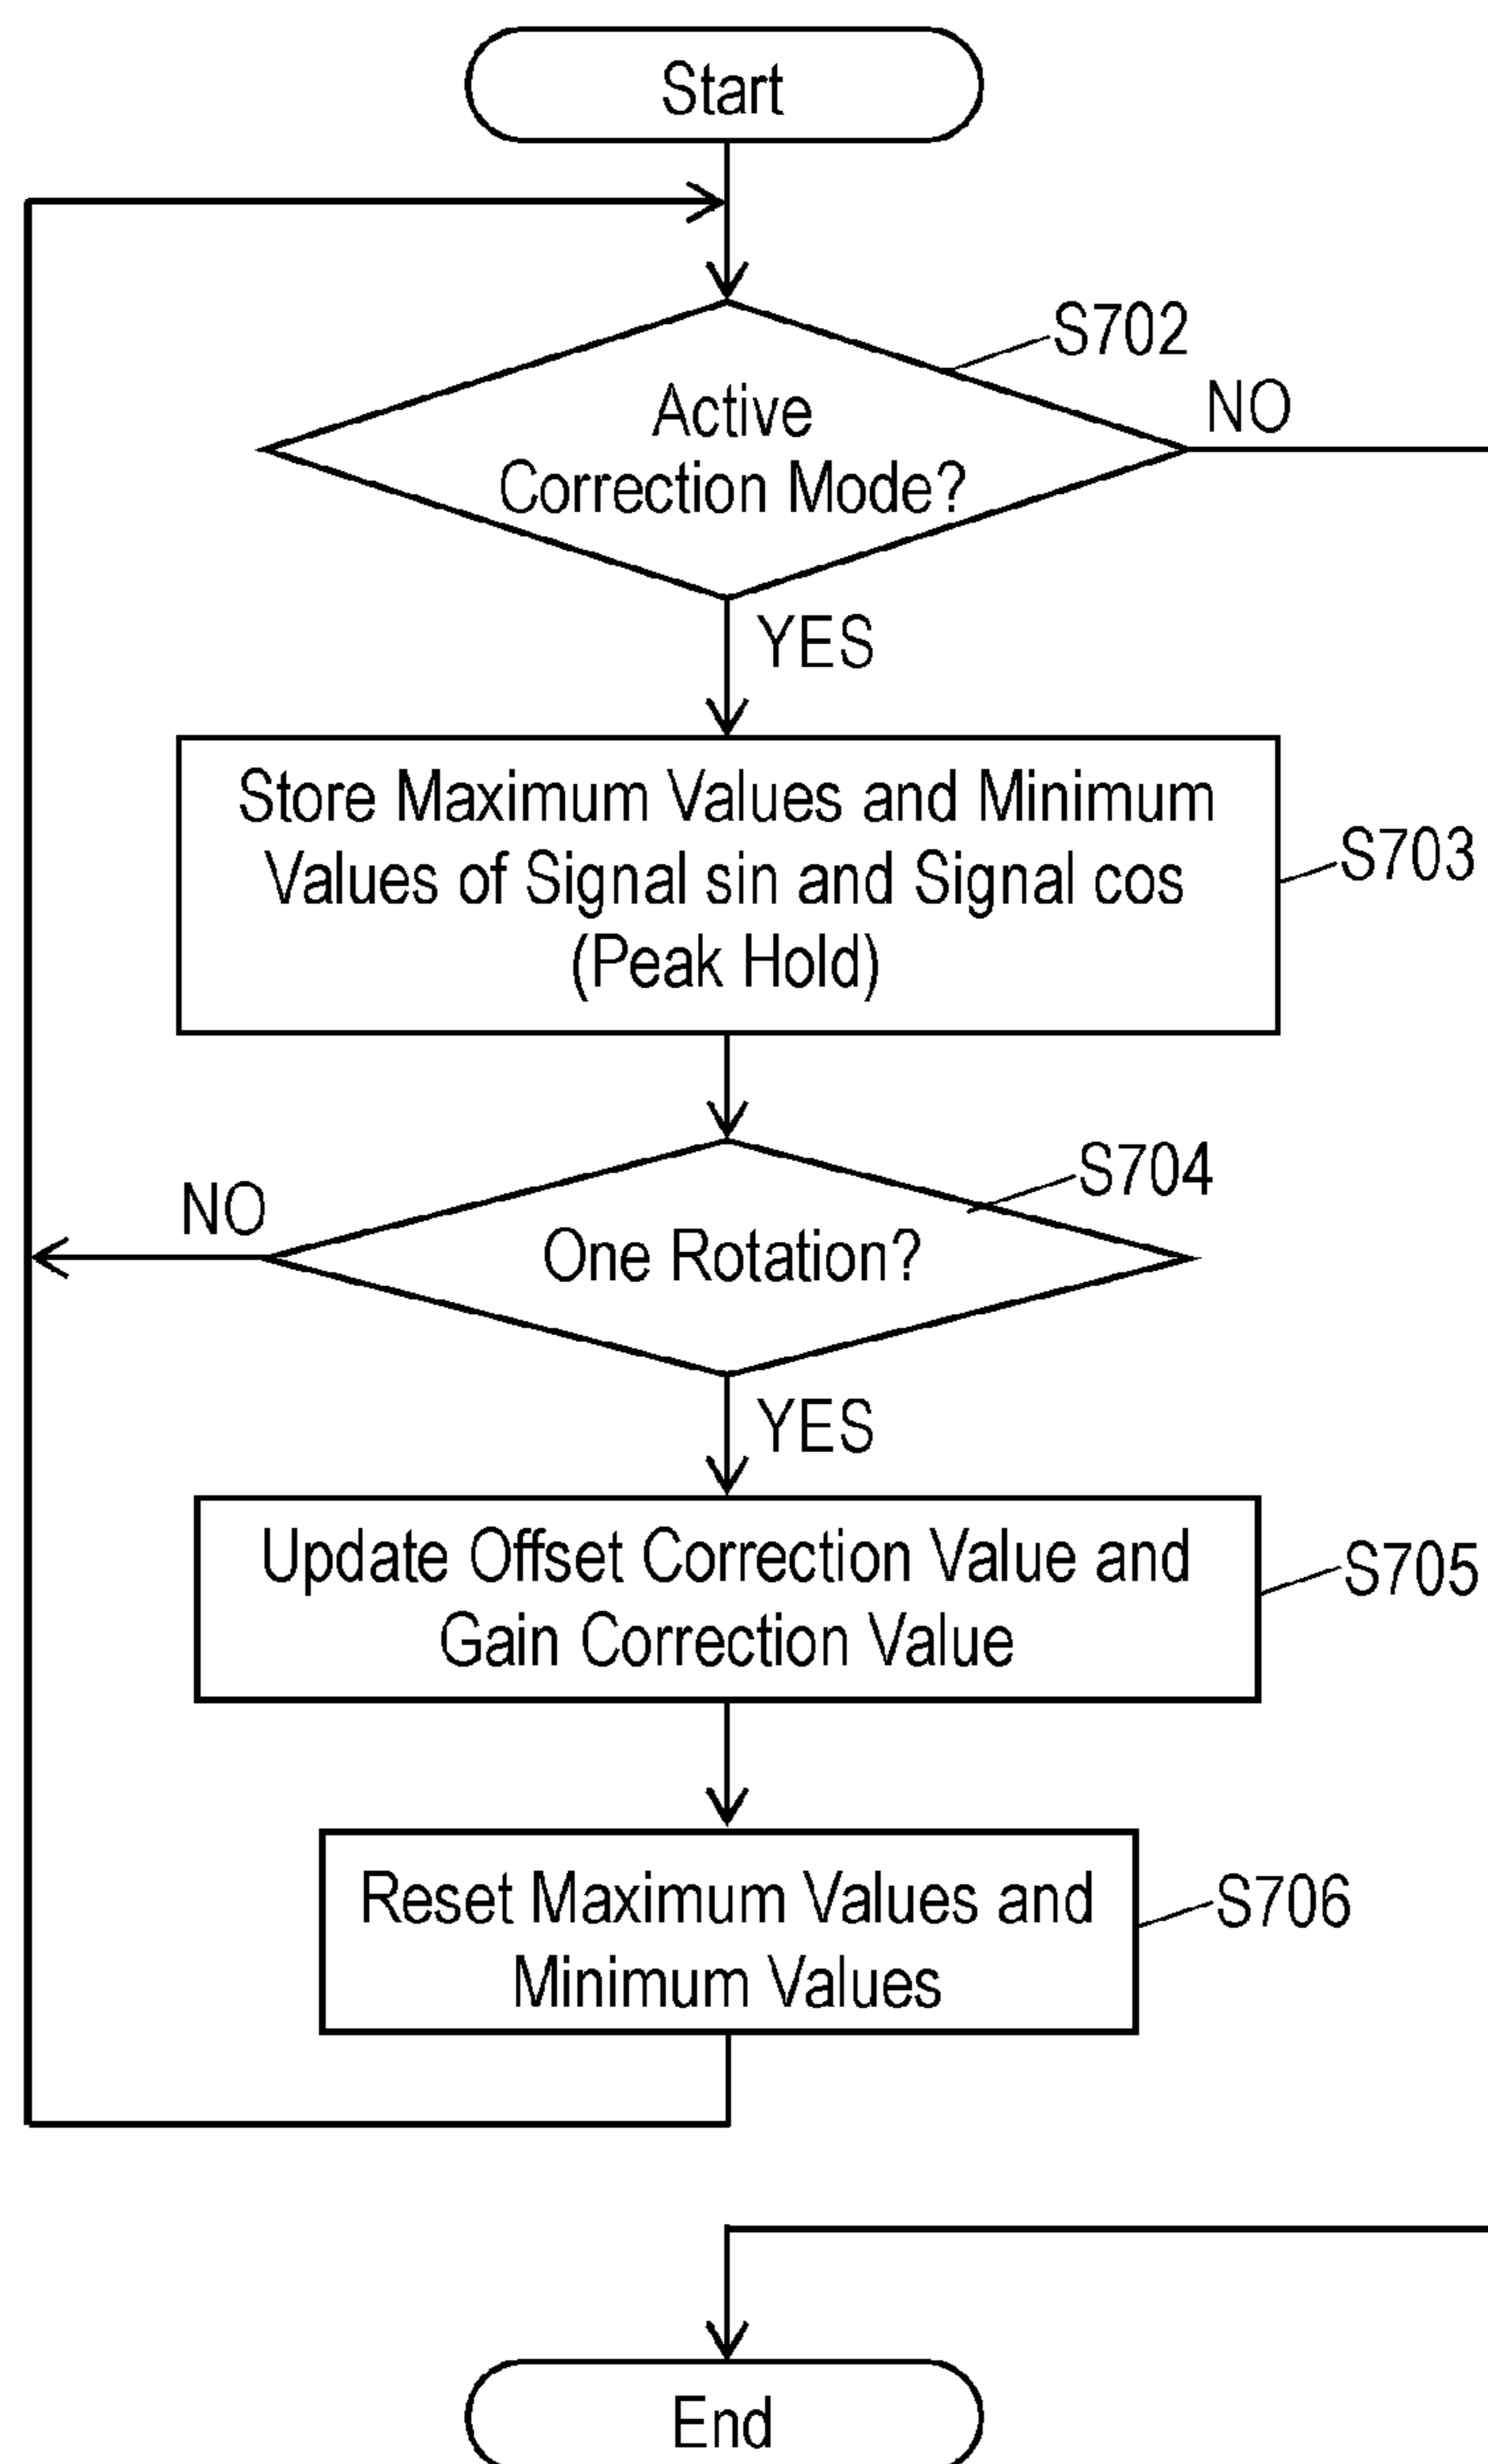 Start
S702
Active
Correction Mode?
NO
YES
Store Maximum Values and Minimum
Values of Signal sin and Signal cos
(Peak Hold)
S703
S704
NO
One Rotation?
YES
Update Offset Correction Value and
Gain Correction Value
S705
Reset Maximum Values and
Minimum Values
S706
End